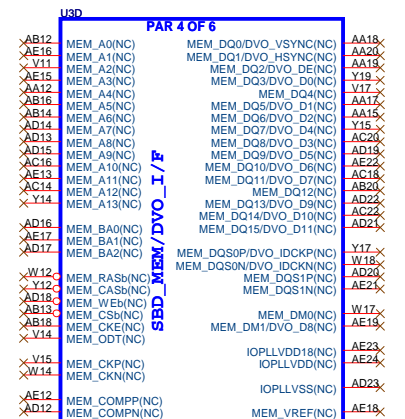 U3D
PAR 4 OF 6
AB12 MEM_A0(NC) MEM_DQ0/DVO_VSYNC(NC) AA18
AE16 MEM_A1(NC) MEM_DQ1/DVO_HSYNC(NC) AA20
V11 MEM_A2(NC) MEM_DQ2/DVO_DE(NC) AA19
AE15 MEM_A3(NC) MEM_DQ3/DVO_D0(NC) Y19
AA12 MEM_A4(NC) MEM_DQ4(NC) V17
AB16 MEM_A5(NC) MEM_DQ5/DVO_D1(NC) AA17
AB14 MEM_A6(NC) MEM_DQ6/DVO_D2(NC) AA15
AD14 MEM_A7(NC) MEM_DQ7/DVO_D4(NC) Y15
AD13 MEM_A8(NC) MEM_DQ8/DVO_D3(NC) AC20
AD15 MEM_A9(NC) MEM_DQ9/DVO_D5(NC) AD19
AC16 MEM_A10(NC) MEM_DQ10/DVO_D6(NC) AE22
AE13 MEM_A11(NC) MEM_DQ11/DVO_D7(NC) AC18
AC14 MEM_A12(NC) MEM_DQ12(NC) AB20
Y14 MEM_A13(NC) MEM_DQ13/DVO_D9(NC) AD22
MEM_DQ14/DVO_D10(NC) AC22
AD16 MEM_BA0(NC) MEM_DQ15/DVO_D11(NC) AD21
AE17 MEM_BA1(NC)
AD17 MEM_BA2(NC) MEM_DQS0P/DVO_IDCKP(NC) Y17
MEM_DQS0N/DVO_IDCKN(NC) W18
W12 MEM_RASb(NC) MEM_DQS1P(NC) AD20
Y12 MEM_CASb(NC) MEM_DQS1N(NC) AE21
AD18 MEM_WEb(NC)
AB13 MEM_CSb(NC) MEM_DM0(NC) W17
AB18 MEM_CKE(NC) MEM_DM1/DVO_D8(NC) AE19
V14 MEM_ODT(NC)
IOPLLVDD18(NC) AE23
V15 MEM_CKP(NC) IOPLLVDD(NC) AE24
W14 MEM_CKN(NC)
IOPLLVSS(NC) AD23
AE12 MEM_COMPP(NC)
AD12 MEM_COMPN(NC) MEM_VREF(NC) AE18
SBD_MEM/DVO_I/F